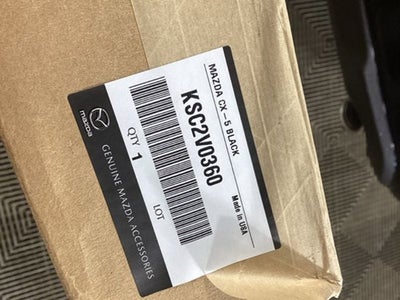 MAZDA CX-5 BLACK
KSC2V0360
Made in USA
QTY
1
LOT
mazda
GENUINE MAZDA ACCESSORIES